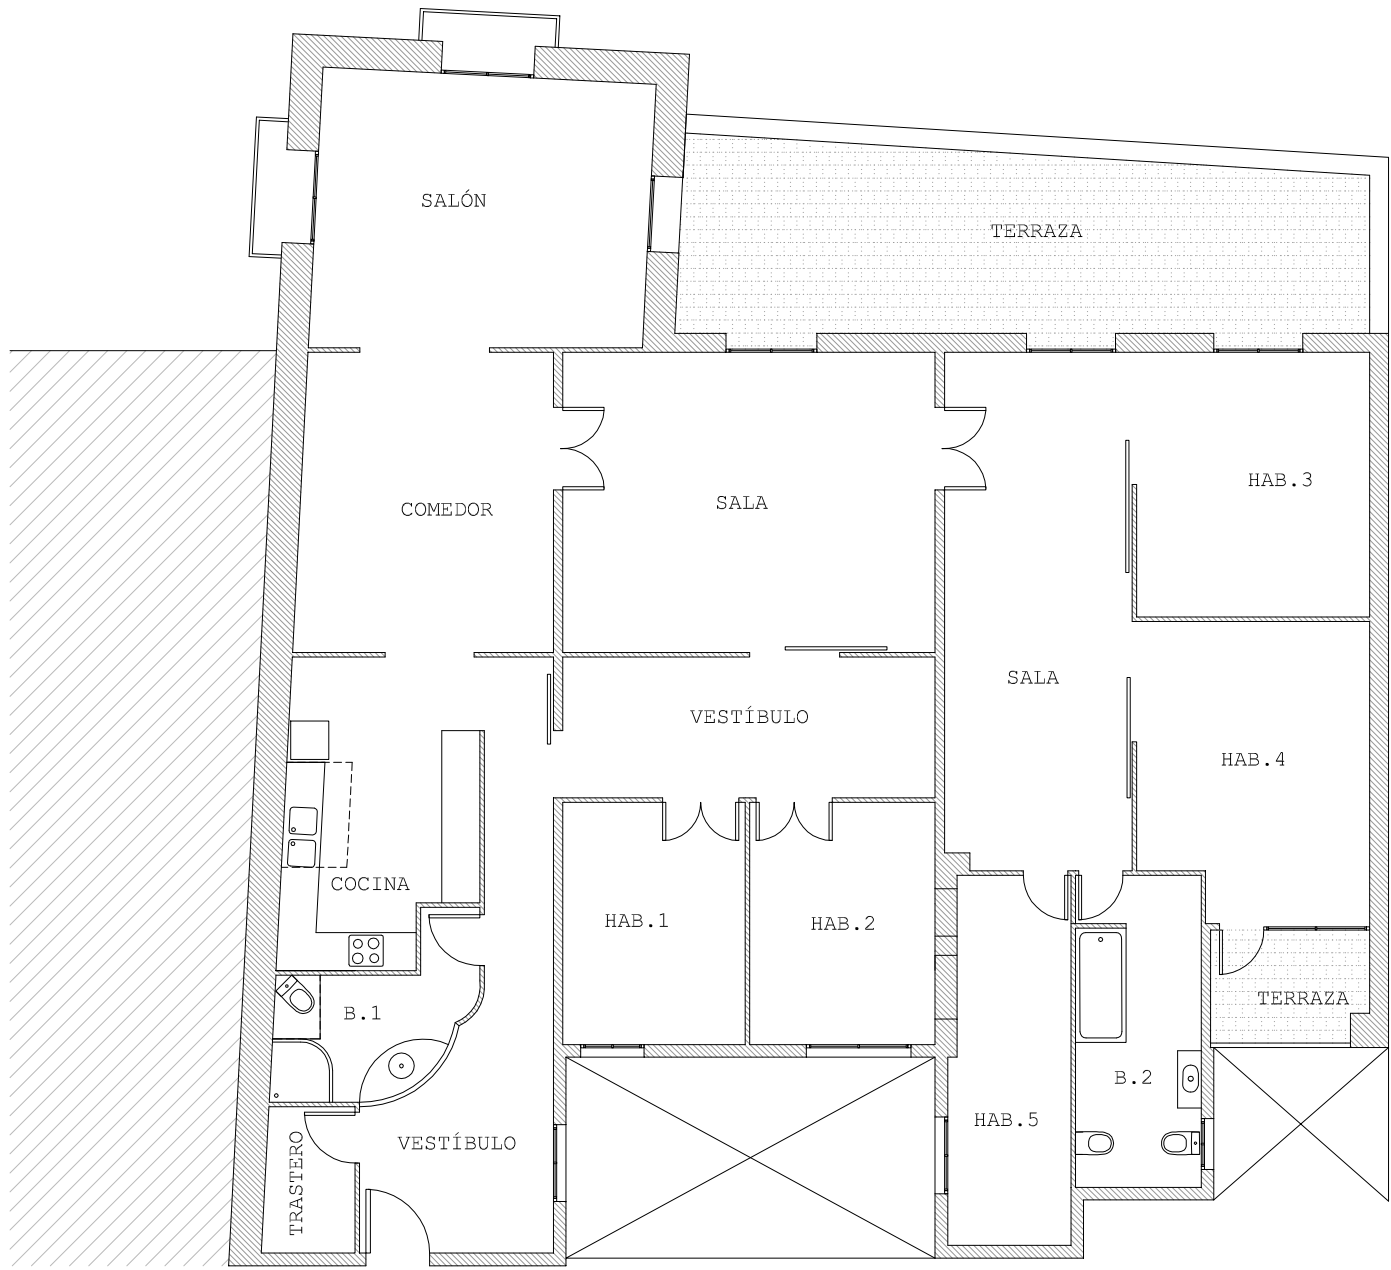 SALÓN
TERRAZA
HAB.3
SALA
COMEDOR
SALA
VESTÍBULO
HAB.4
COCINA
HAB.1
HAB.2
TERRAZA
B.1
B.2
HAB.5
VESTÍBULO
TRASTERO